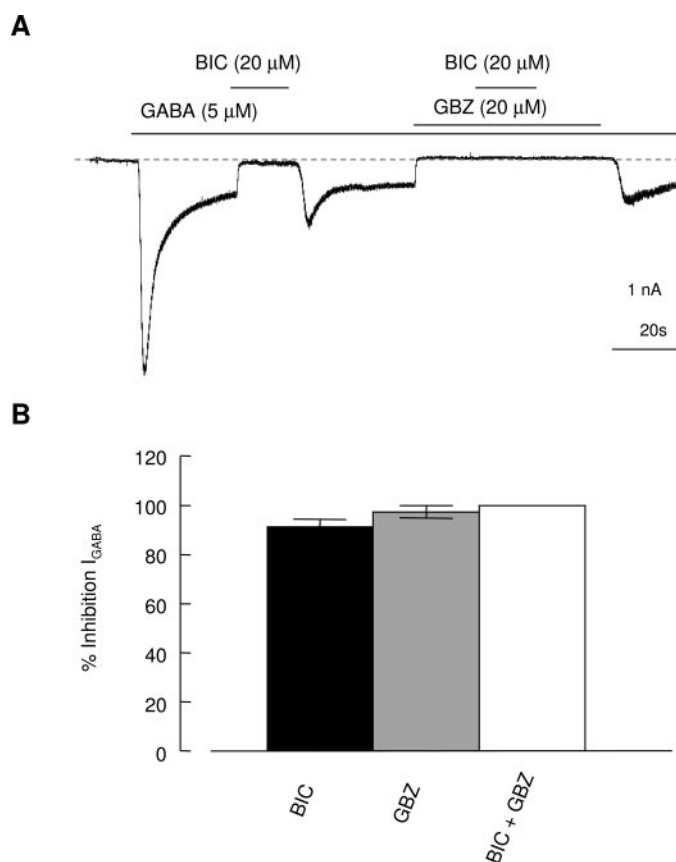 A
BIC (20 µM) BIC (20 µM)
GABA (5 µM) GBZ (20 µM)
1 nA
20s
B
% Inhibition I_GABA
120
100
80
60
40
20
0
BIC
GBZ
BIC + GBZ